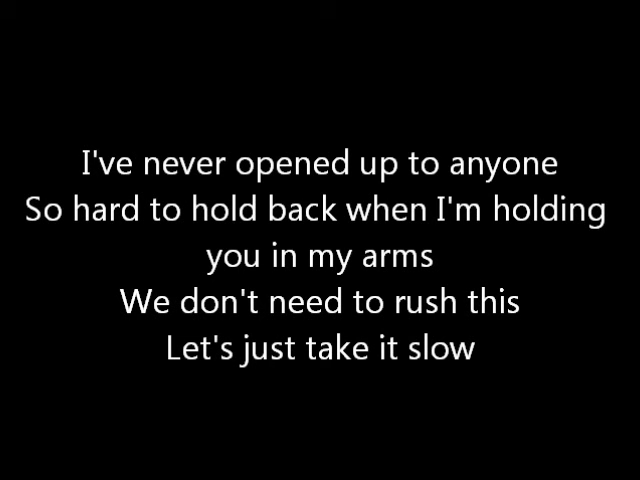 I've never opened up to anyone
So hard to hold back when I'm holding
you in my arms
We don't need to rush this
Let's just take it slow